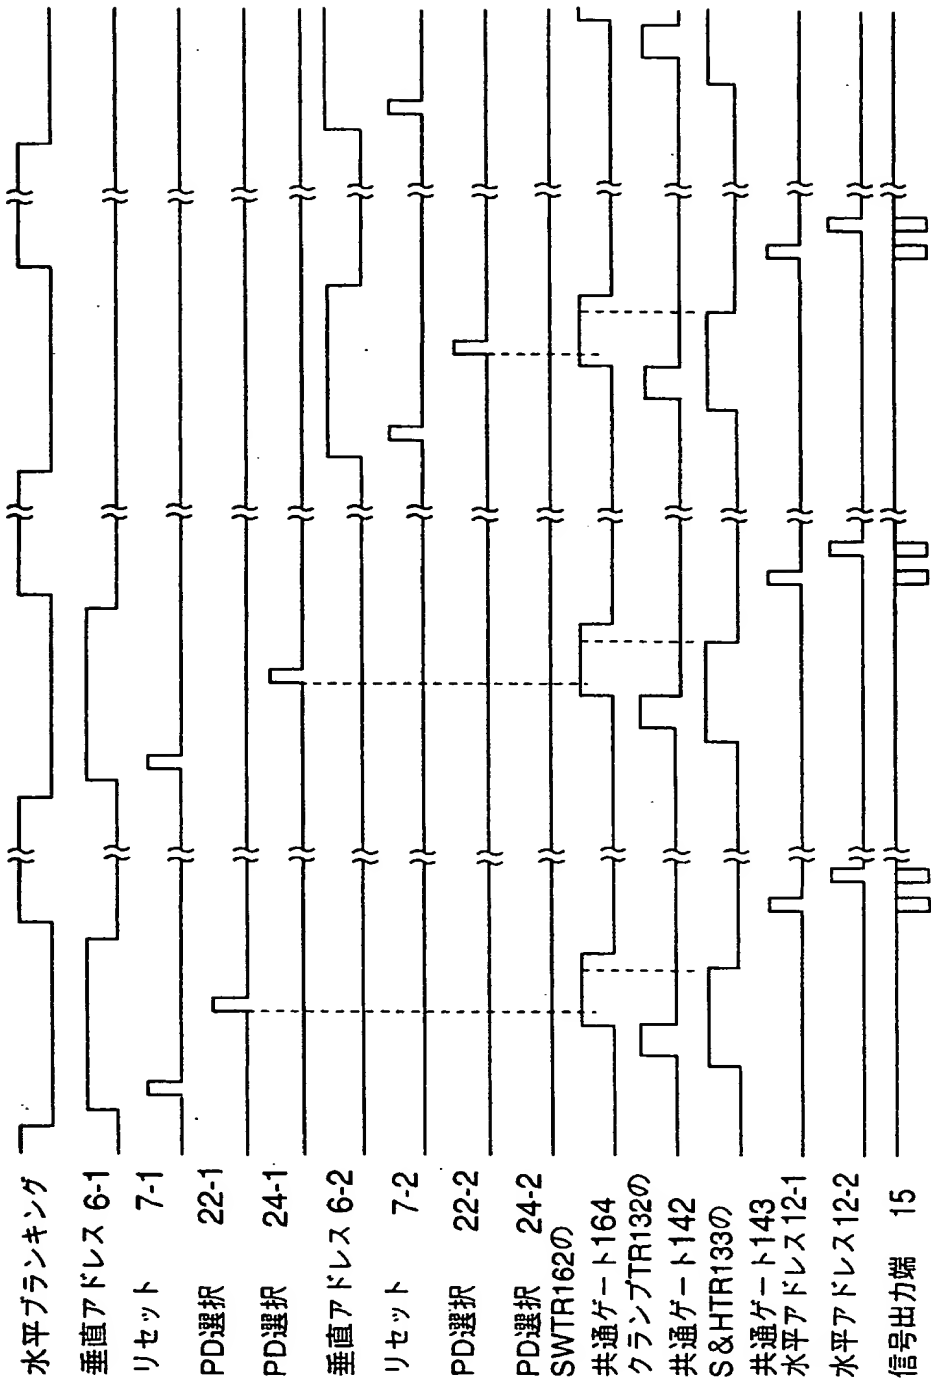 水平ブランキング
垂直アドレス 6-1
リセット 7-1
PD選択 22-1
PD選択 24-1
垂直アドレス 6-2
リセット 7-2
PD選択 22-2
PD選択 24-2
SWTR162の
共通ゲート164
クランプTR132の
共通ゲート142
S&HTR133の
共通ゲート143
水平アドレス12-1
水平アドレス12-2
信号出力端 15